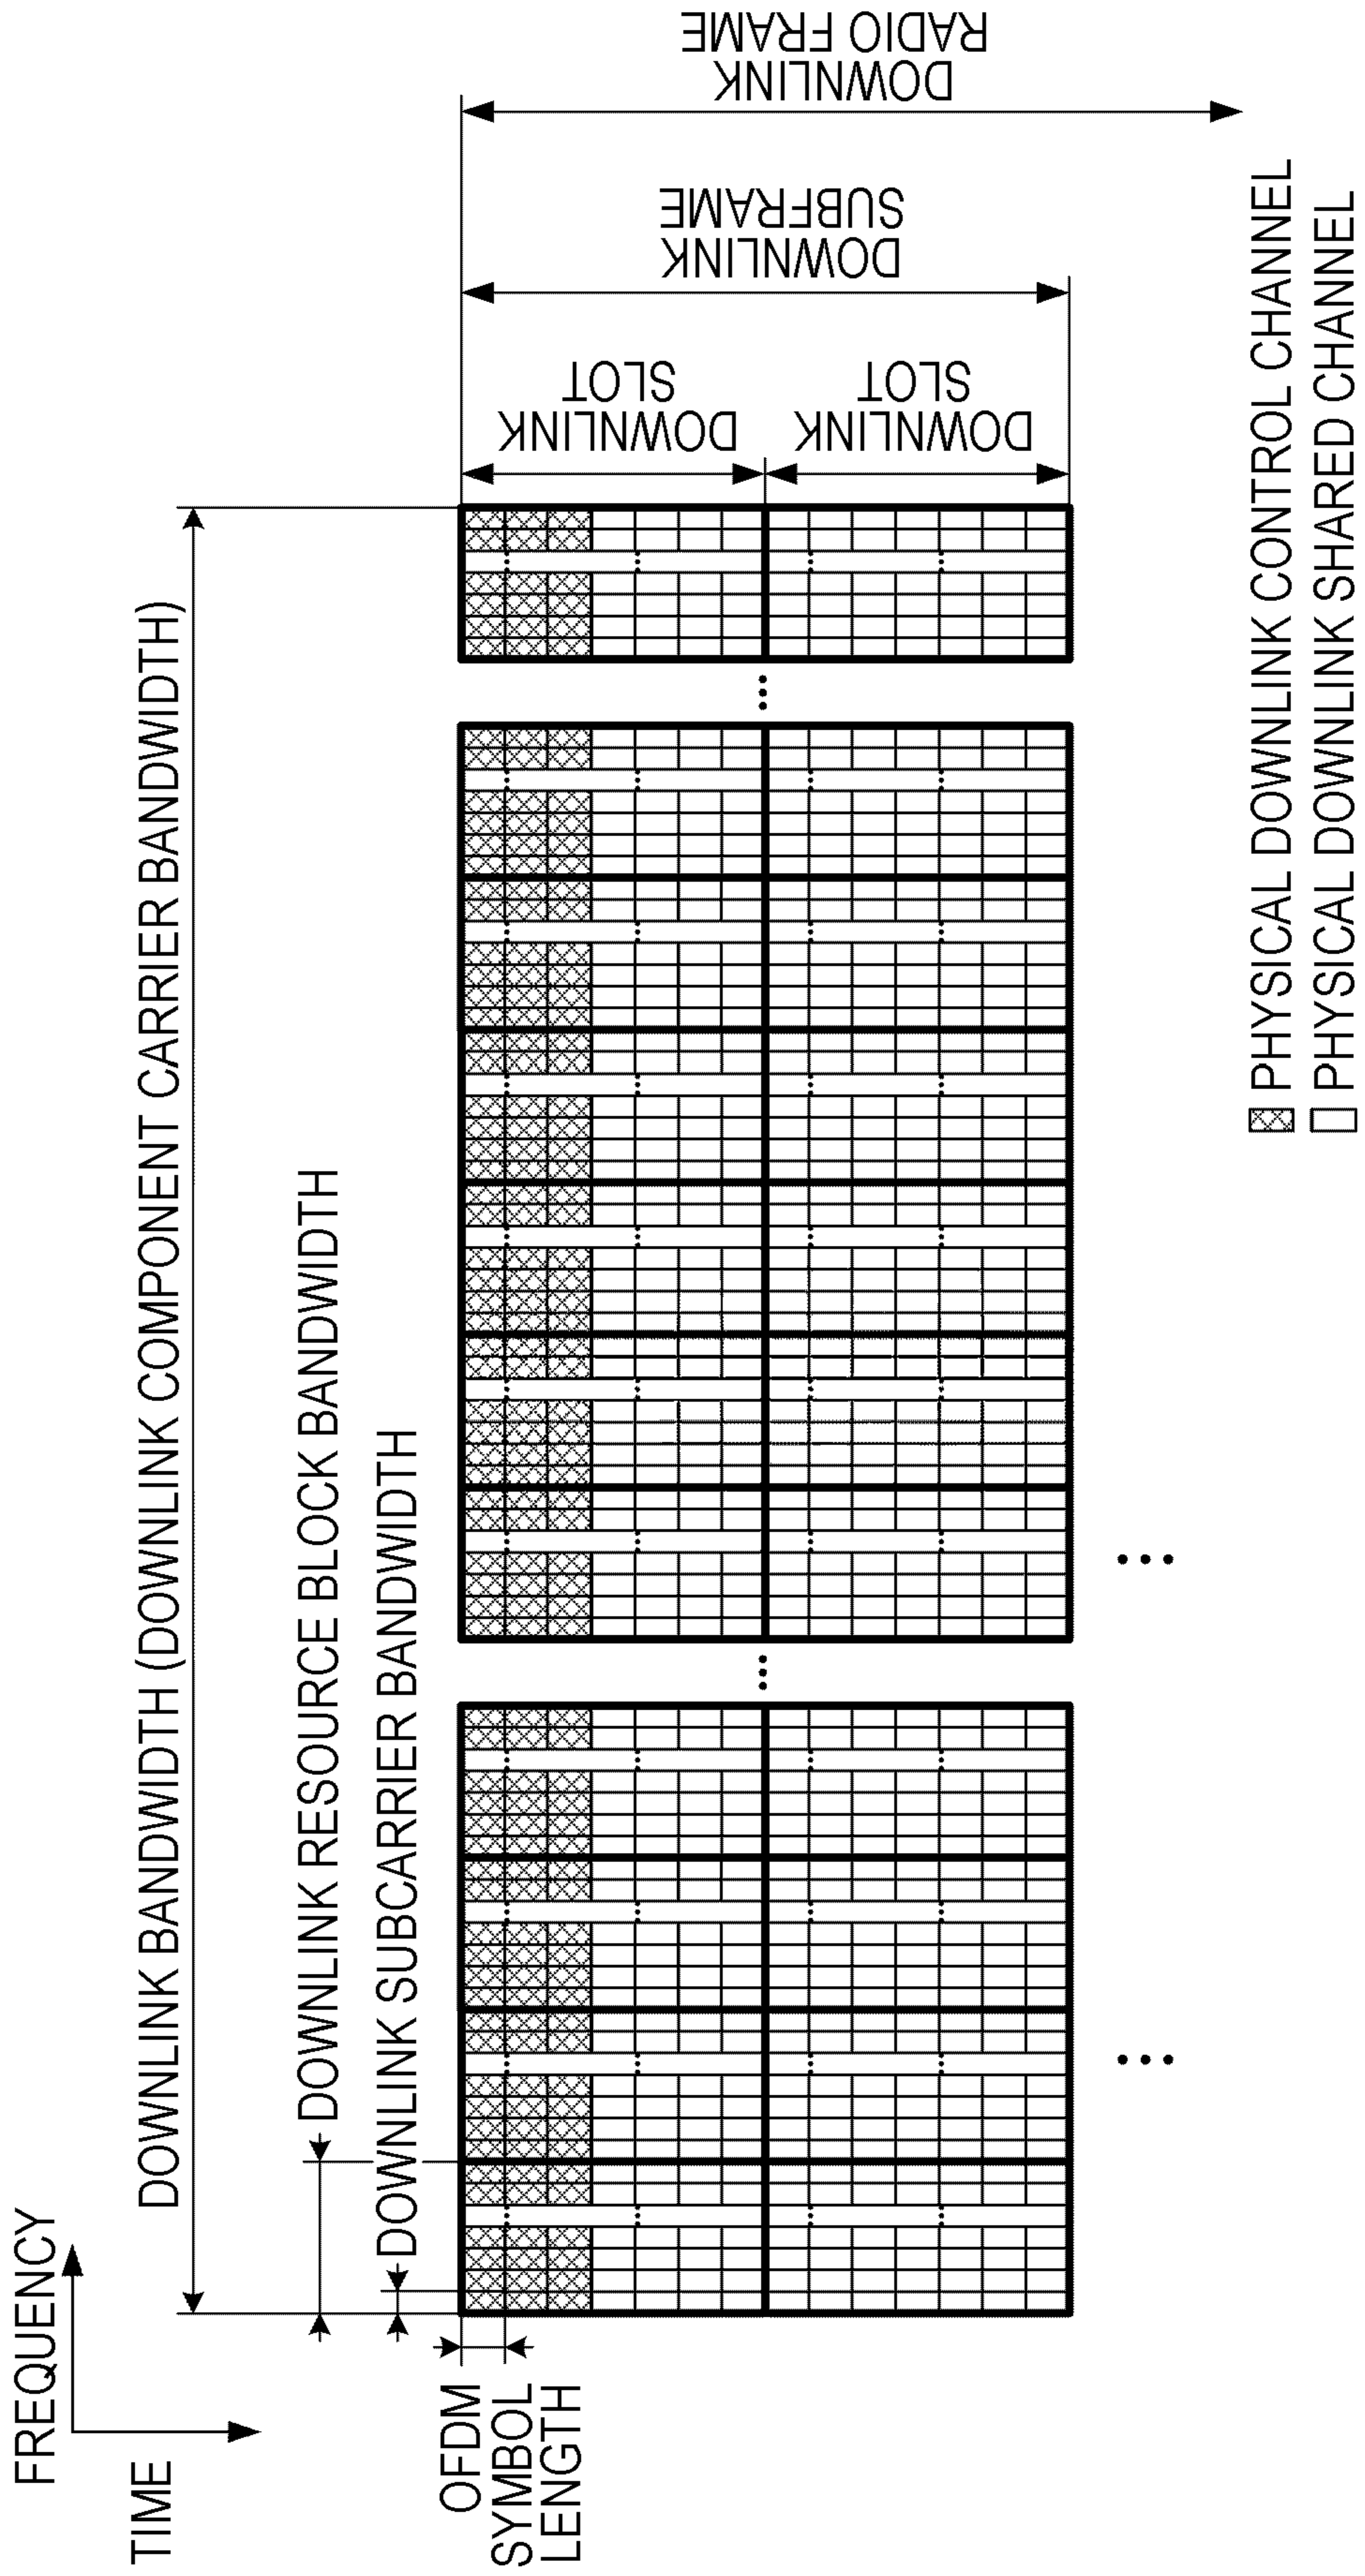 FREQUENCY
TIME
DOWNLINK BANDWIDTH (DOWNLINK COMPONENT CARRIER BANDWIDTH)
DOWNLINK RESOURCE BLOCK BANDWIDTH
DOWNLINK SUBCARRIER BANDWIDTH
OFDM
SYMBOL
LENGTH
DOWNLINK
SLOT
DOWNLINK
SLOT
DOWNLINK
SUBFRAME
DOWNLINK
RADIO FRAME
PHYSICAL DOWNLINK CONTROL CHANNEL
PHYSICAL DOWNLINK SHARED CHANNEL